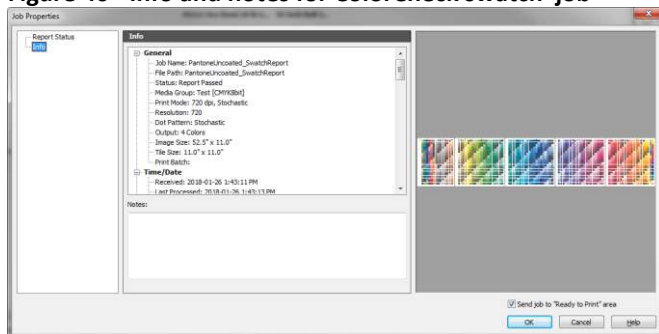 Job Properties
Report Status
Info
Info
General
Job Name: PantoneUncoated_SwatchReport
File Path: PantoneUncoated_SwatchReport
Status: Report Passed
Media Group: Test [CMYK8bit]
Print Mode: 720 dpi, Stochastic
Resolution: 720
Dot Pattern: Stochastic
Output: 4 Colors
Image Size: 52.5" x 11.0"
Tile Size: 11.0" x 11.0"
Print Batch:
Time/Date
Received: 2018-01-26 1:43:11 PM
Last Processed: 2018-01-26 1:43:13 PM
Notes:
Send job to "Ready to Print" area
OK Cancel Help